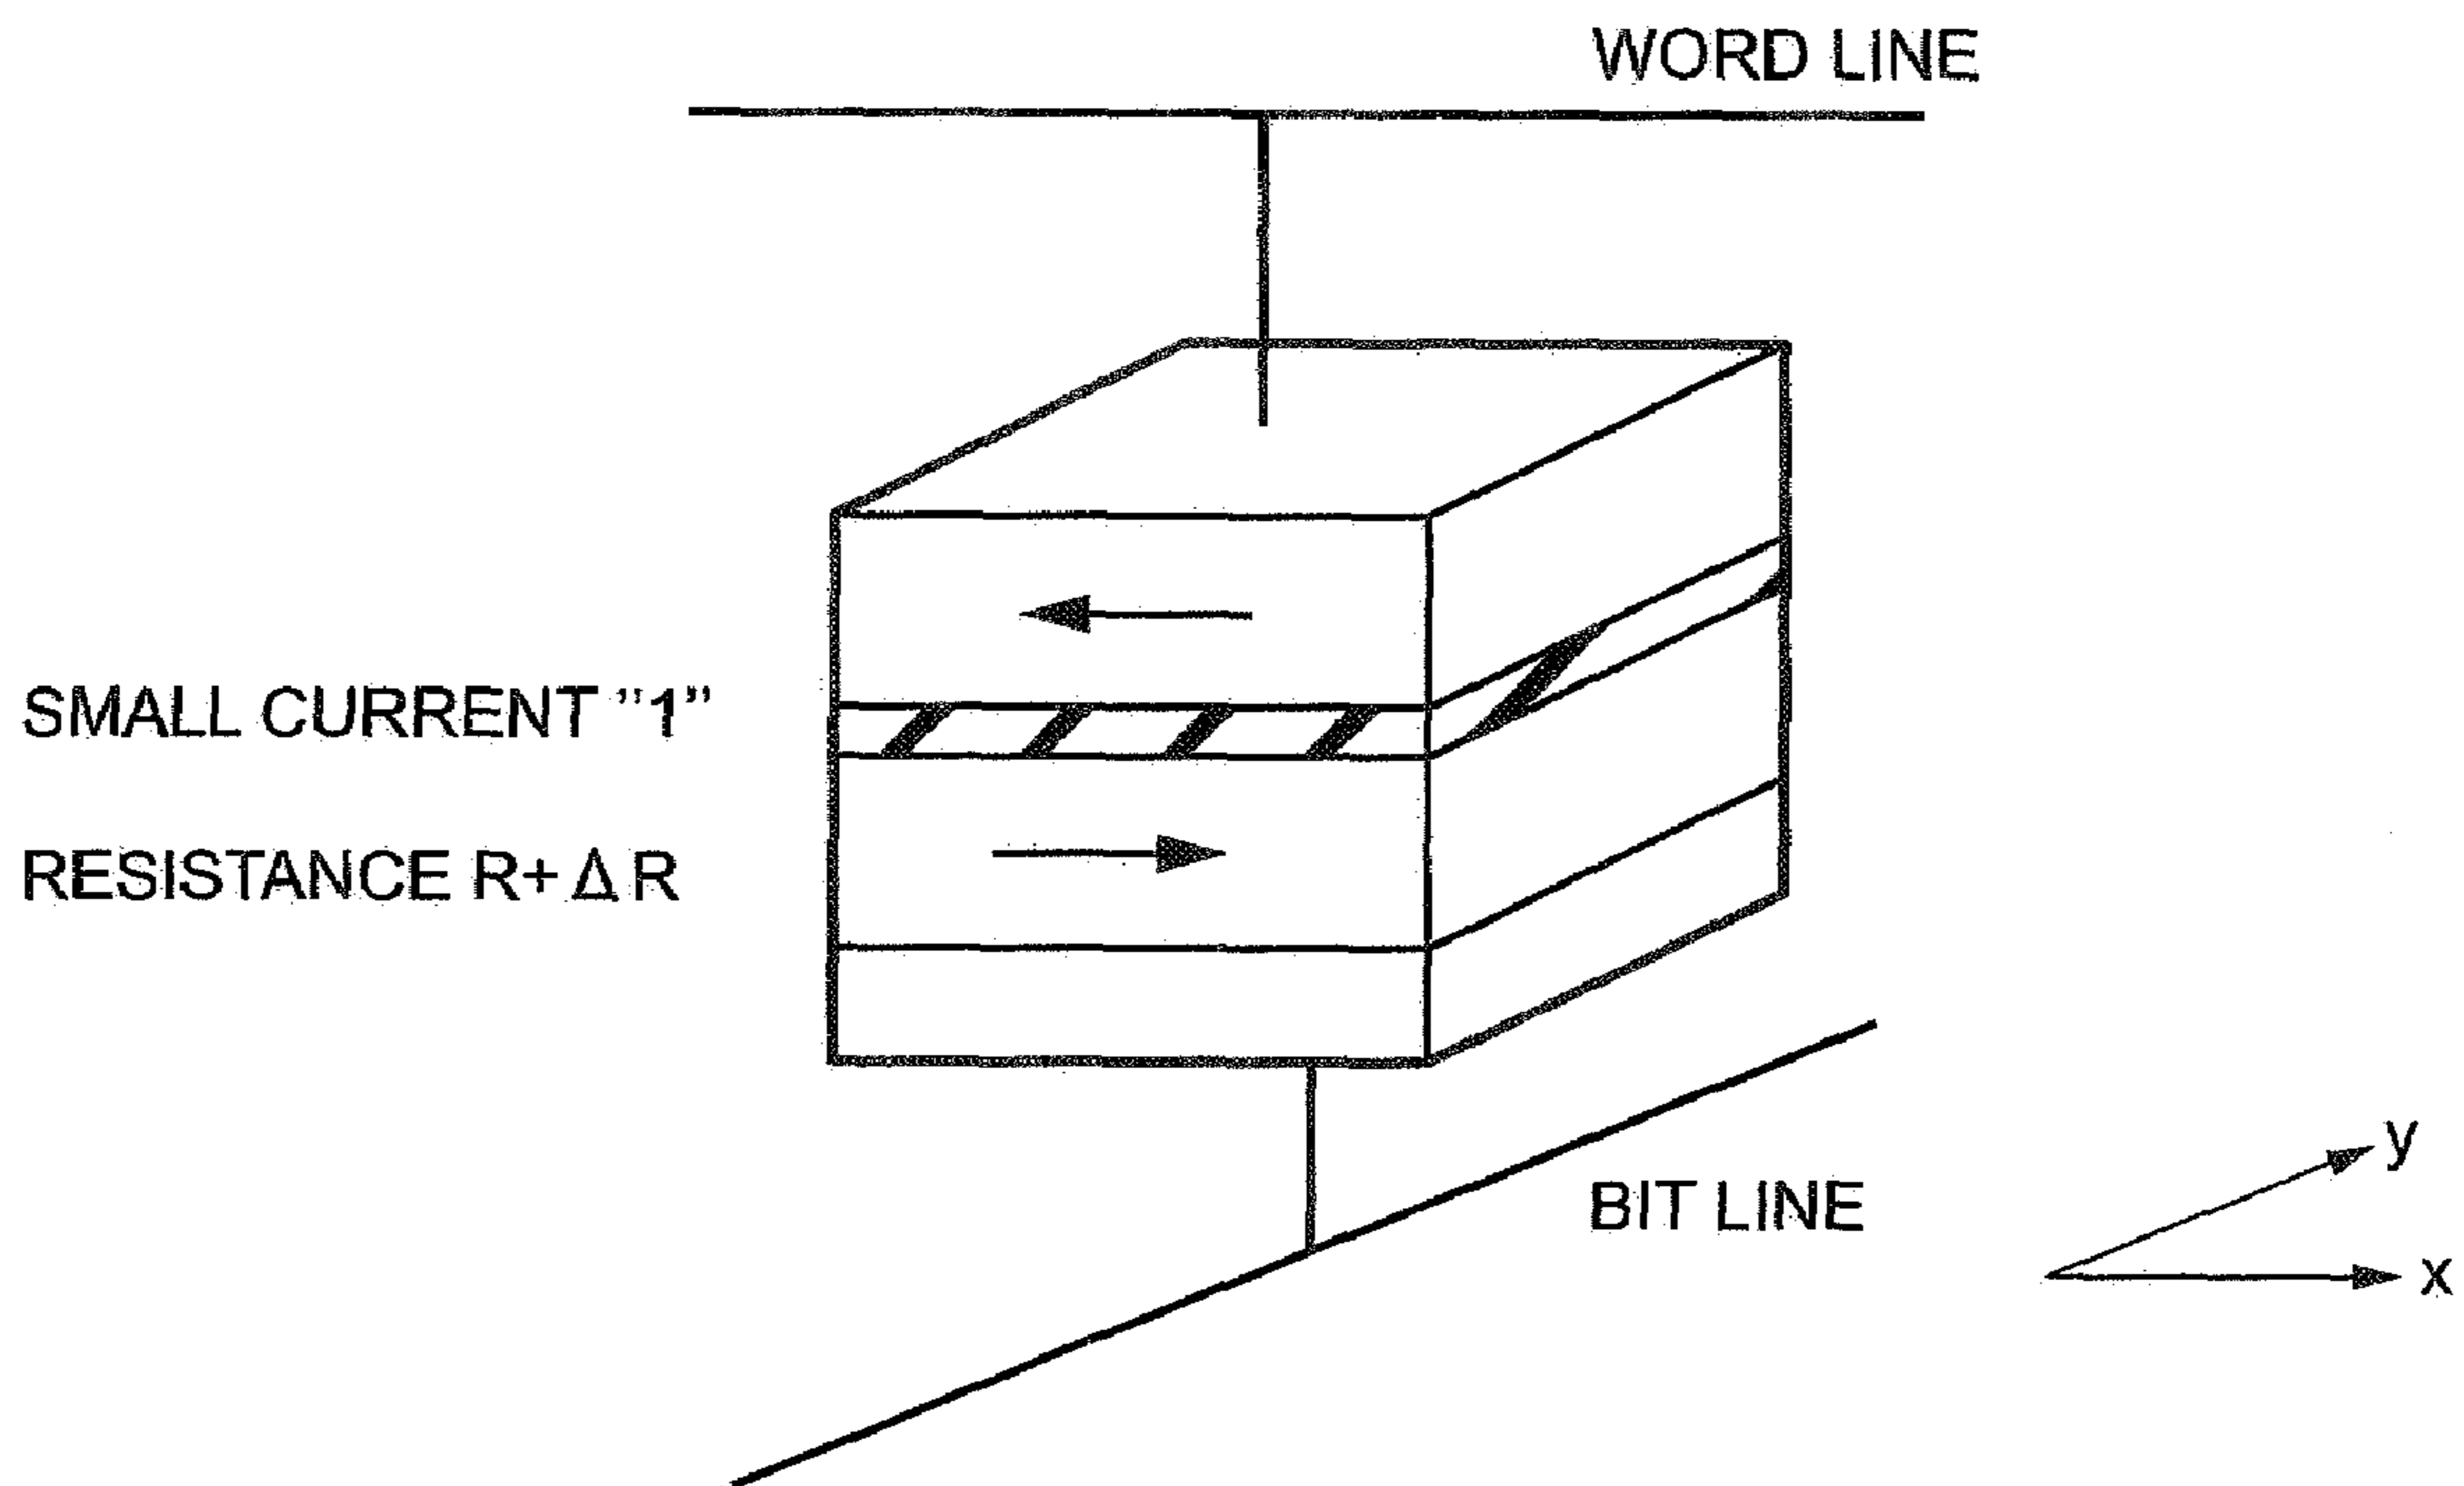 WORD LINE
SMALL CURRENT "1"
RESISTANCE R+ΔR
BIT LINE
y
x